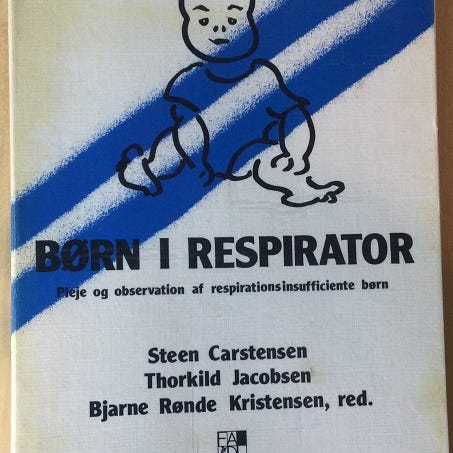 BØRN I RESPIRATOR
Pleje og observation af respirationsinsufficiente børn
Steen Carstensen
Thorkild Jacobsen
Bjarne Rønde Kristensen, red.